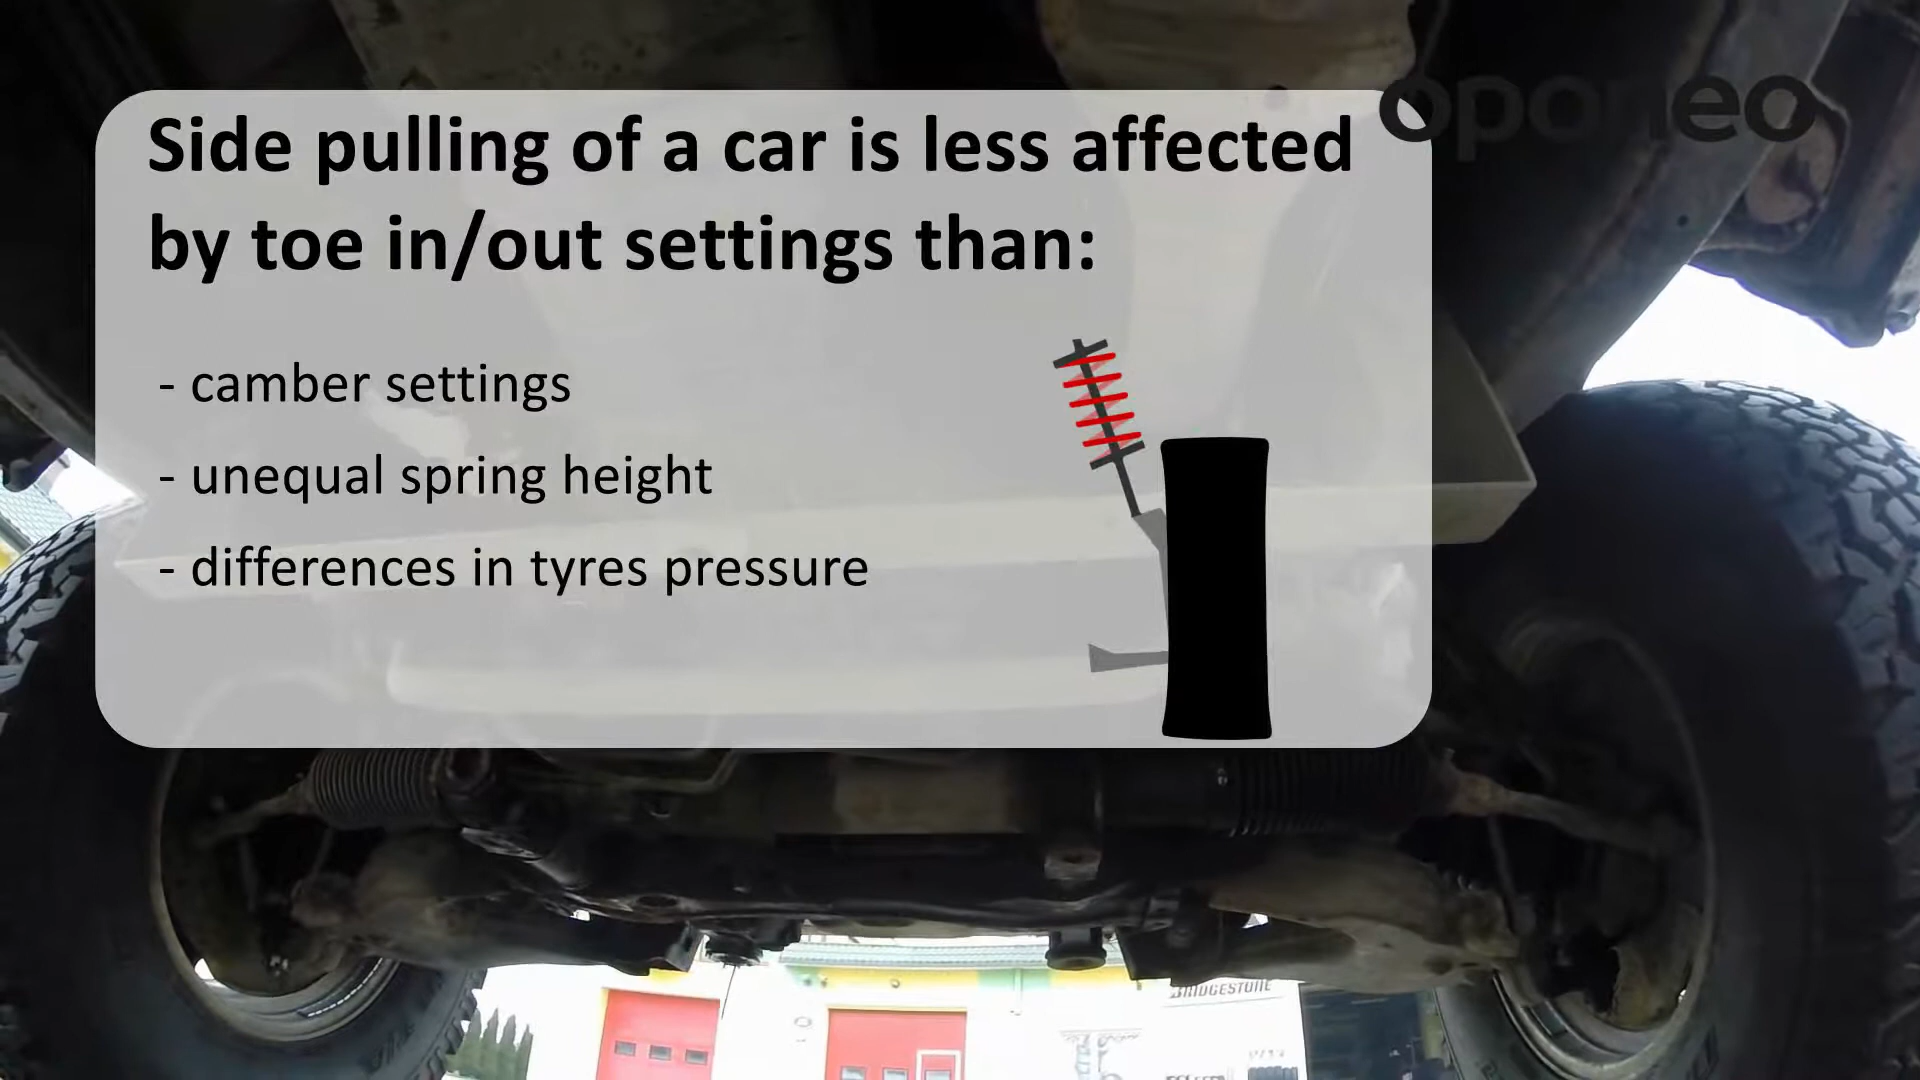 oponeo
Side pulling of a car is less affected
by toe in/out settings than:
- camber settings
- unequal spring height
- differences in tyres pressure
BRIDGESTONE